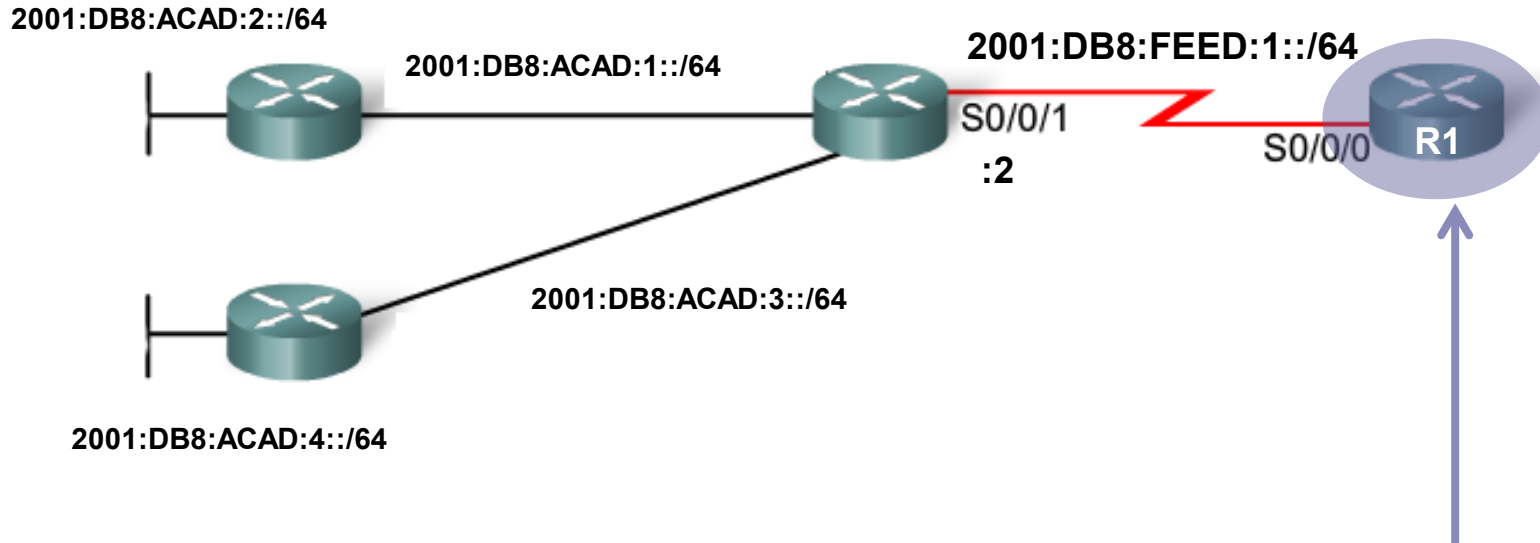 2001:DB8:ACAD:2::/64
2001:DB8:ACAD:1::/64
2001:DB8:FEED:1::/64
S0/0/1
:2
S0/0/0
R1
2001:DB8:ACAD:3::/64
2001:DB8:ACAD:4::/64